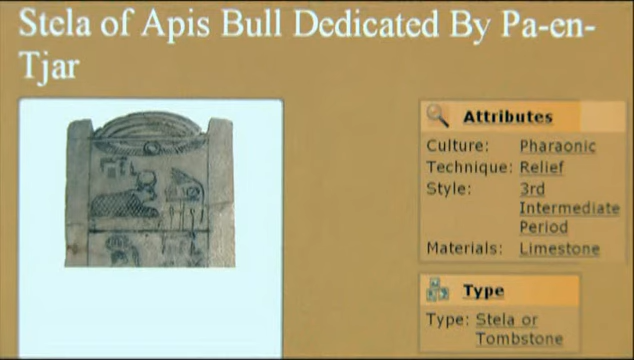 Stela of Apis Bull Dedicated By Pa-en-
Tjar
Attributes
Culture: Pharaonic
Technique: Relief
Style: 3rd
Intermediate
Period
Materials: Limestone
Type
Type: Stela or
Tombstone